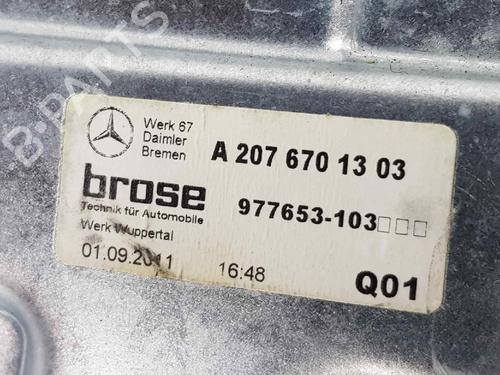 B-PARTS
Werk 67
Daimler
Bremen
A 207 670 13 03
brose
Technik für Automobile
977653-103□□□
Werk Wuppertal
01.09.2011
16:48
Q01